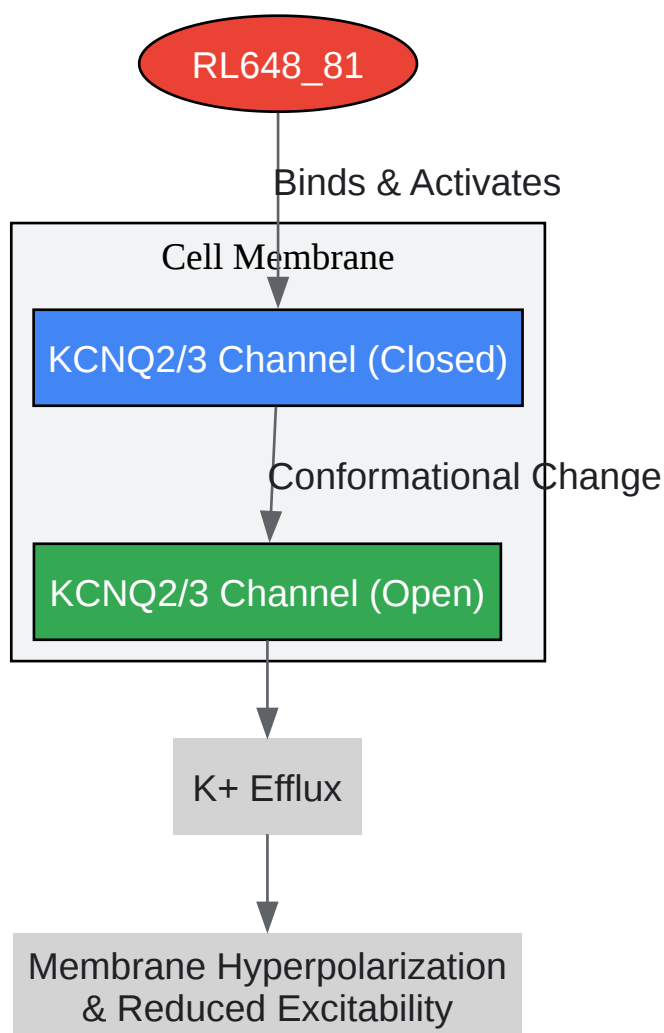 RL648_81
Binds & Activates
Cell Membrane
KCNQ2/3 Channel (Closed)
Conformational Change
KCNQ2/3 Channel (Open)
K+ Efflux
Membrane Hyperpolarization
& Reduced Excitability